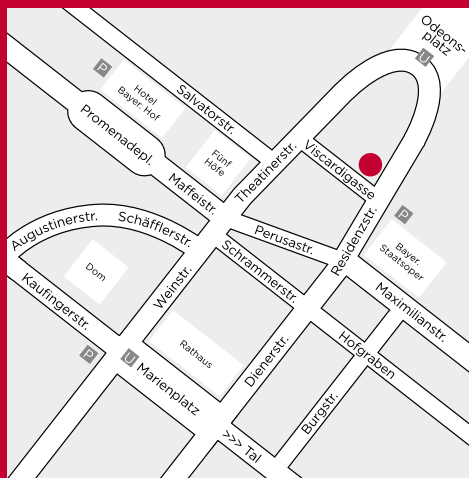 Odeons-
platz
U
P
Hotel
Bayer. Hof
Salvatorstr.
Promenadepl.
Fünf
Höfe
Theatinerstr.
Viscardigasse
Maffeistr.
P
Residenzstr.
Augustinerstr.
Schäfflerstr.
Perusastr.
Bayer.
Staatsoper
Schrammerstr.
Dom
Weinstr.
Kaufingerstr.
Maximilianstr.
Rathaus
Dienerstr.
Hofgraben
P
U
Marienplatz
Burgstr.
>>> Tal